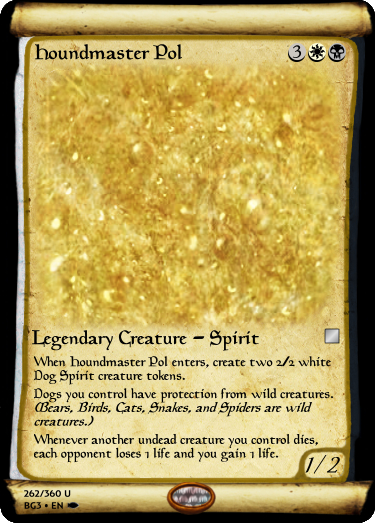 Houndmaster Pol 3
Legendary Creature – Spirit
When Houndmaster Pol enters, create two 2/2 white
Dog Spirit creature tokens.
Dogs you control have protection from wild creatures.
(Bears, Birds, Cats, Snakes, and Spiders are wild
creatures.)
Whenever another undead creature you control dies,
each opponent loses 1 life and you gain 1 life.
1/2
262/360 U
BG3 • EN